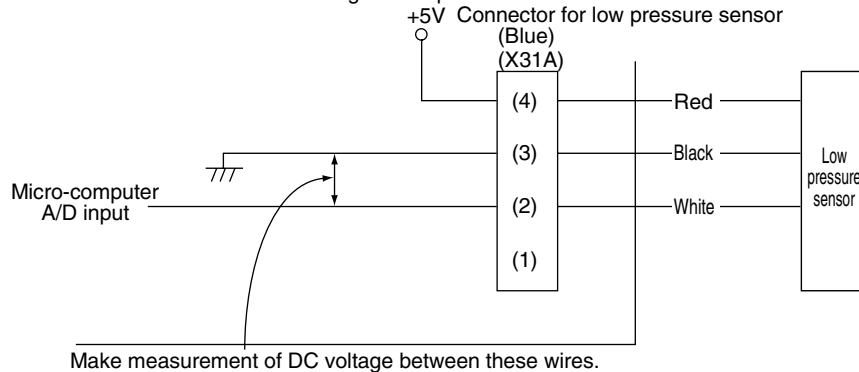 +5V Connector for low pressure sensor
(Blue)
(X31A)
(4)
Red
(3)
Black
Low
pressure
sensor
Micro-computer
A/D input
(2)
White
(1)
Make measurement of DC voltage between these wires.